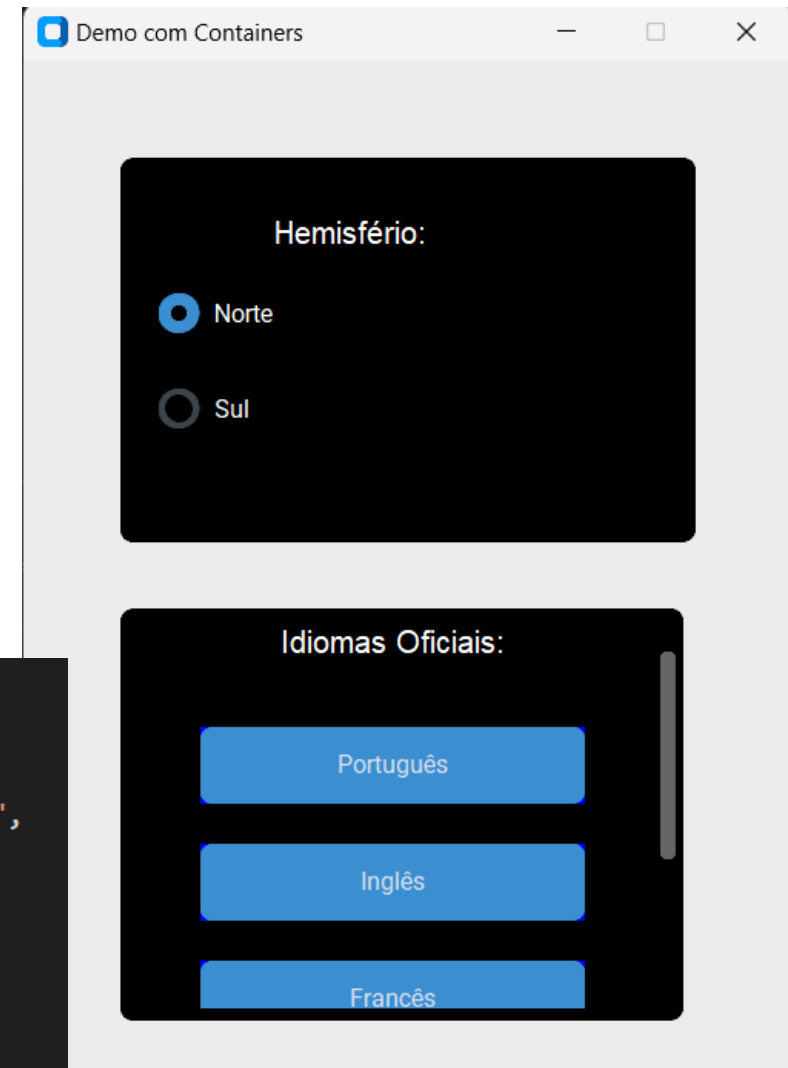 Demo com Containers
Hemisfério:
Norte
Sul
Idiomas Oficiais:
Português
Inglês
Francês
",